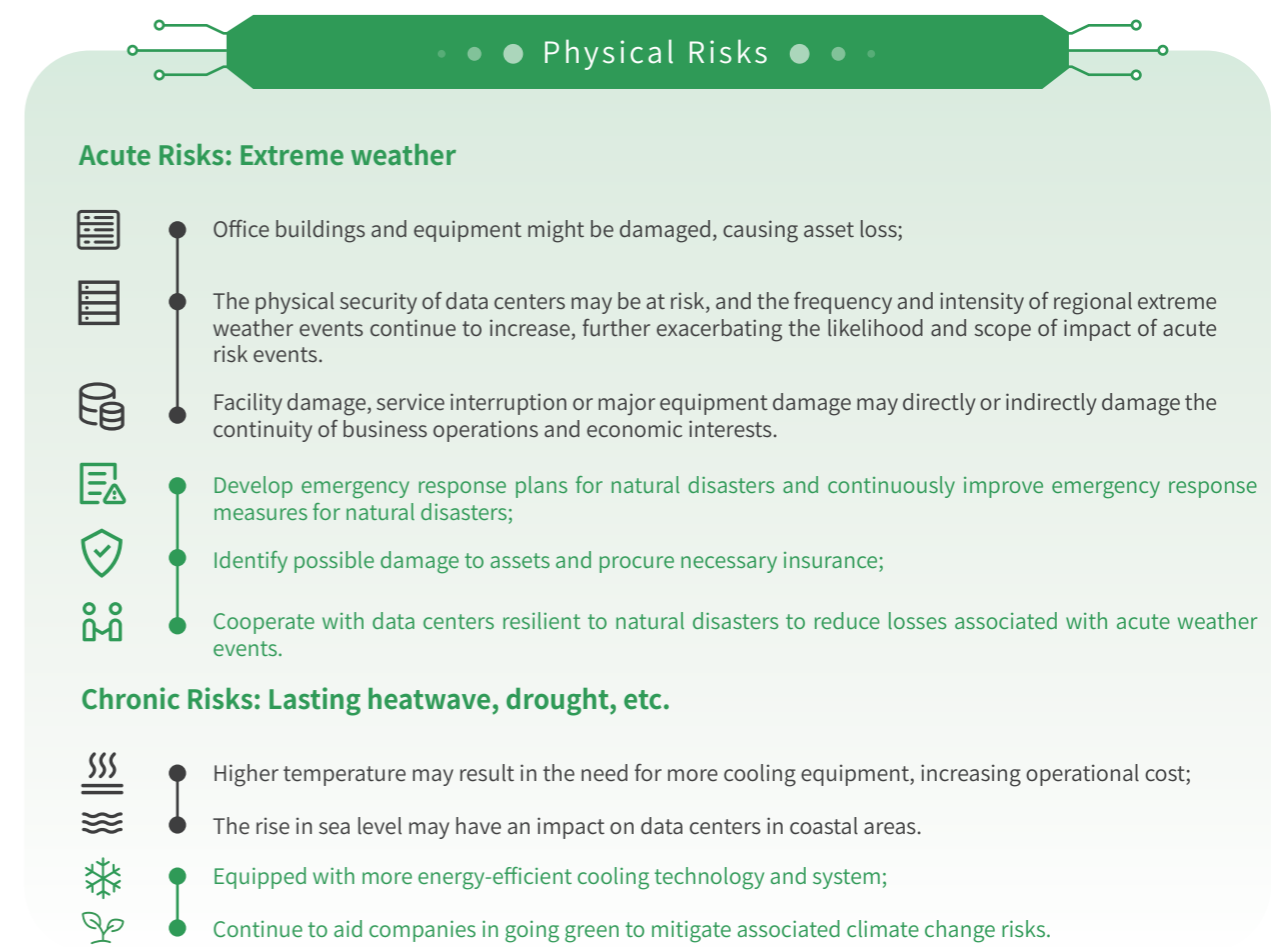 Physical Risks
Acute Risks: Extreme weather
Office buildings and equipment might be damaged, causing asset loss;
The physical security of data centers may be at risk, and the frequency and intensity of regional extreme
weather events continue to increase, further exacerbating the likelihood and scope of impact of acute
risk events.
Facility damage, service interruption or major equipment damage may directly or indirectly damage the
continuity of business operations and economic interests.
Develop emergency response plans for natural disasters and continuously improve emergency response
measures for natural disasters;
Identify possible damage to assets and procure necessary insurance;
Cooperate with data centers resilient to natural disasters to reduce losses associated with acute weather
events.
Chronic Risks: Lasting heatwave, drought, etc.
Higher temperature may result in the need for more cooling equipment, increasing operational cost;
The rise in sea level may have an impact on data centers in coastal areas.
Equipped with more energy-efficient cooling technology and system;
Continue to aid companies in going green to mitigate associated climate change risks.